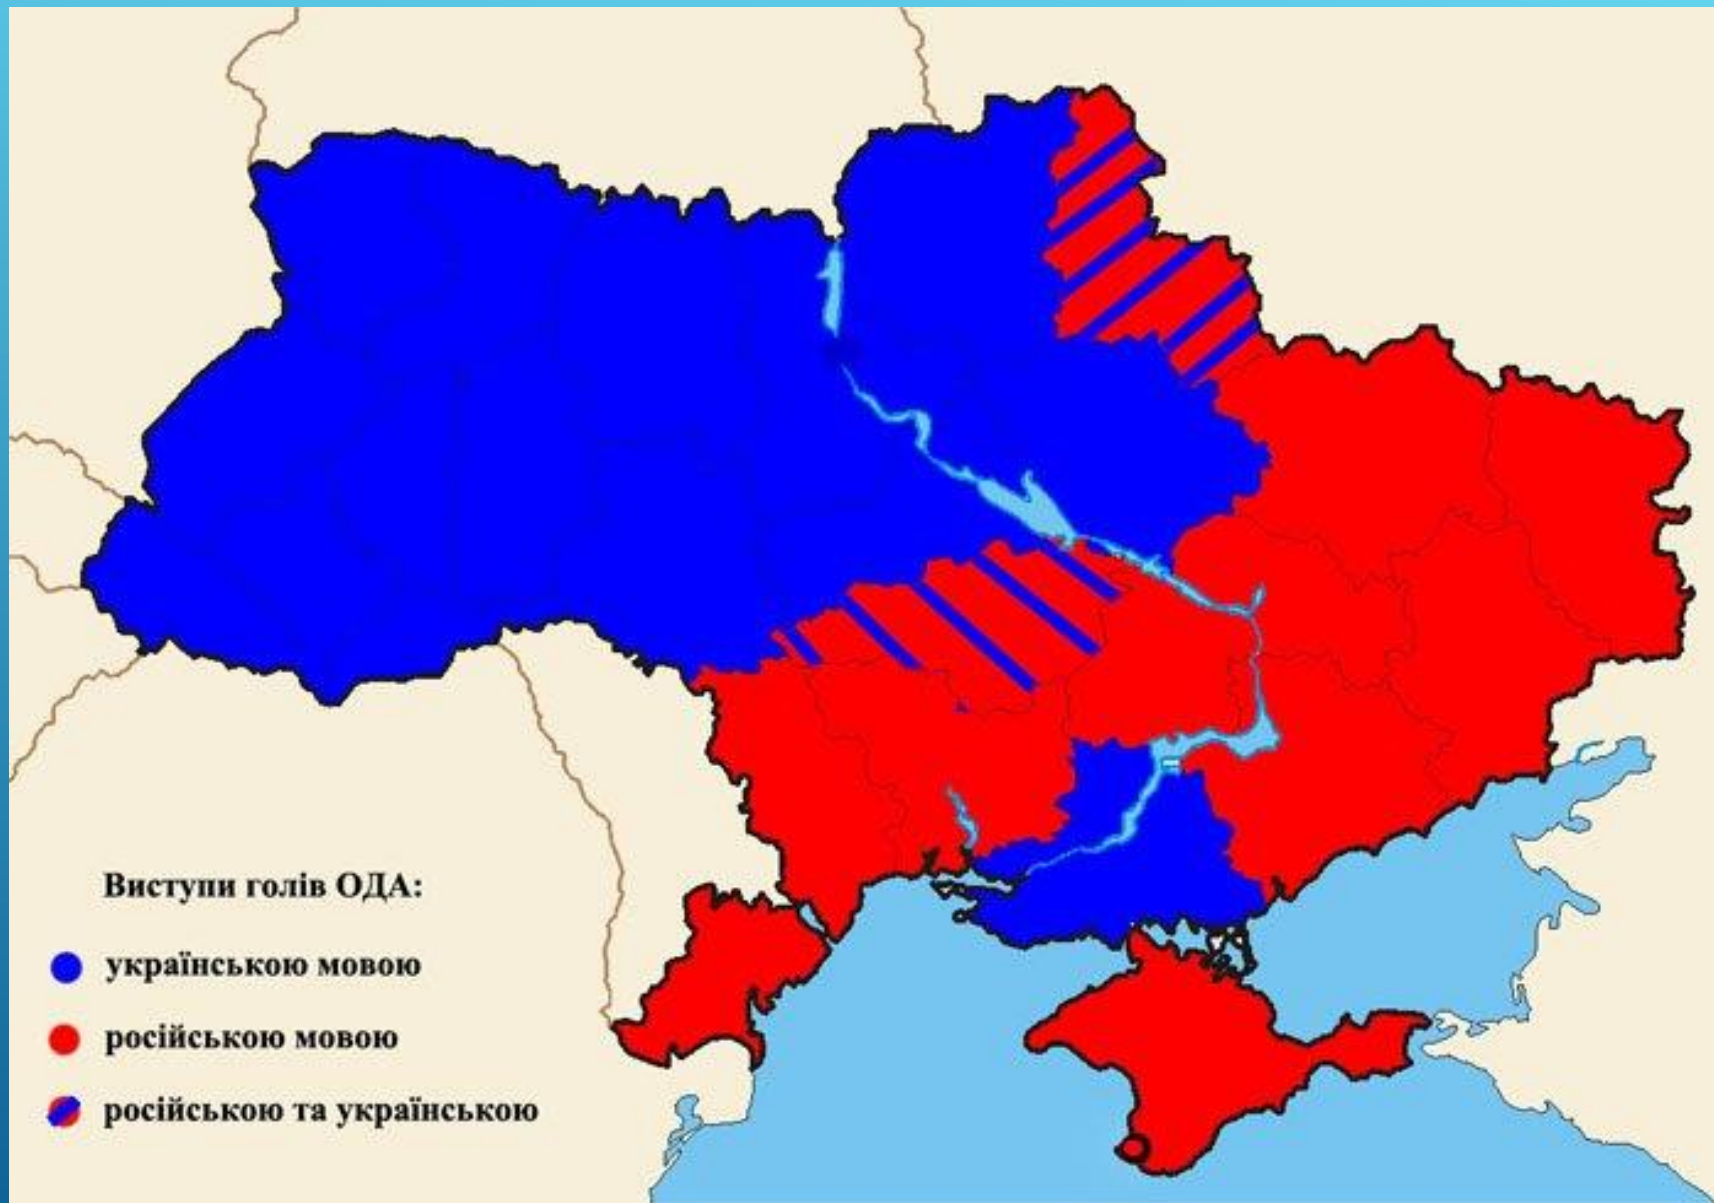 Виступи голів ОДА:
українською мовою
російською мовою
російською та українською